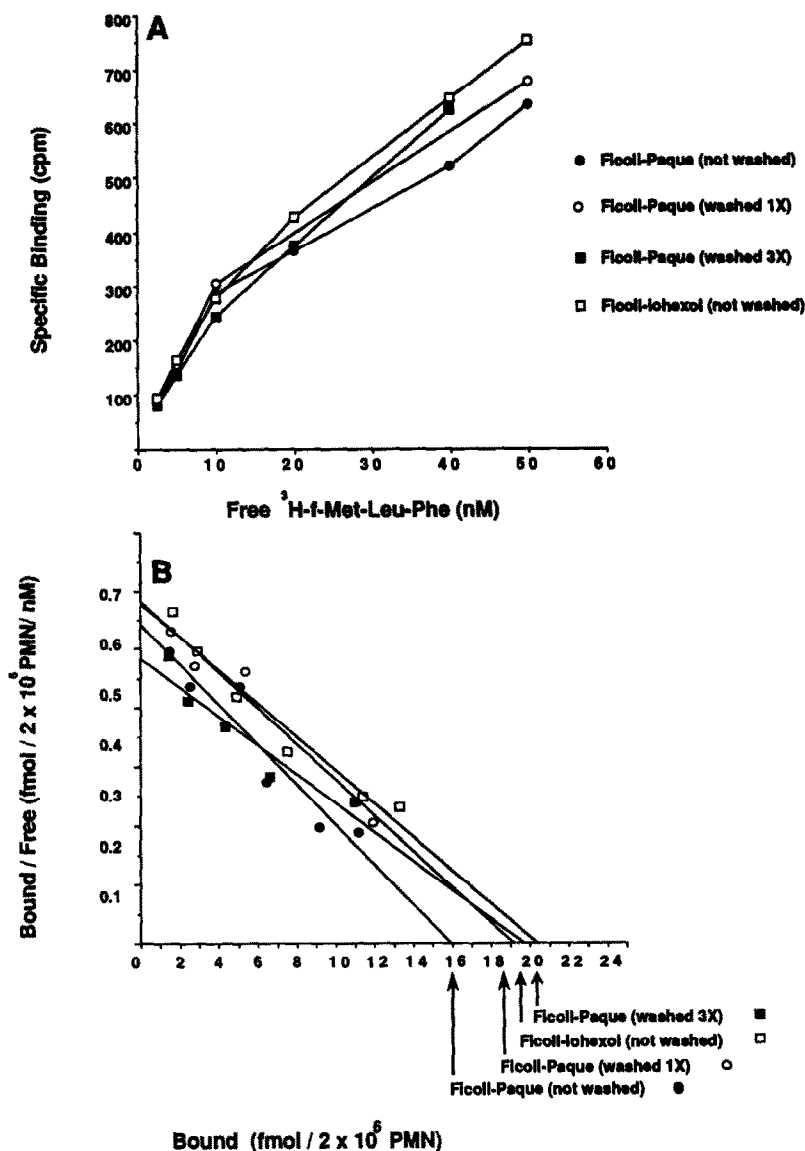 A
800
700
600
500
400
300
200
100
Specific Binding (cpm)
0 10 20 30 40 50 60
Free ³H-f-Met-Leu-Phe (nM)
● Ficoll-Paque (not washed)
○ Ficoll-Paque (washed 1X)
■ Ficoll-Paque (washed 3X)
□ Ficoll-Iohexol (not washed)
B
0.7
0.6
0.5
0.4
0.3
0.2
0.1
Bound / Free (fmol / 2 x 10⁶ PMN/ nM)
0 2 4 6 8 10 12 14 16 18 20 22 24
Ficoll-Paque (washed 3X) ■
Ficoll-Iohexol (not washed) □
Ficoll-Paque (washed 1X) ○
Ficoll-Paque (not washed) ●
Bound (fmol / 2 x 10⁶ PMN)